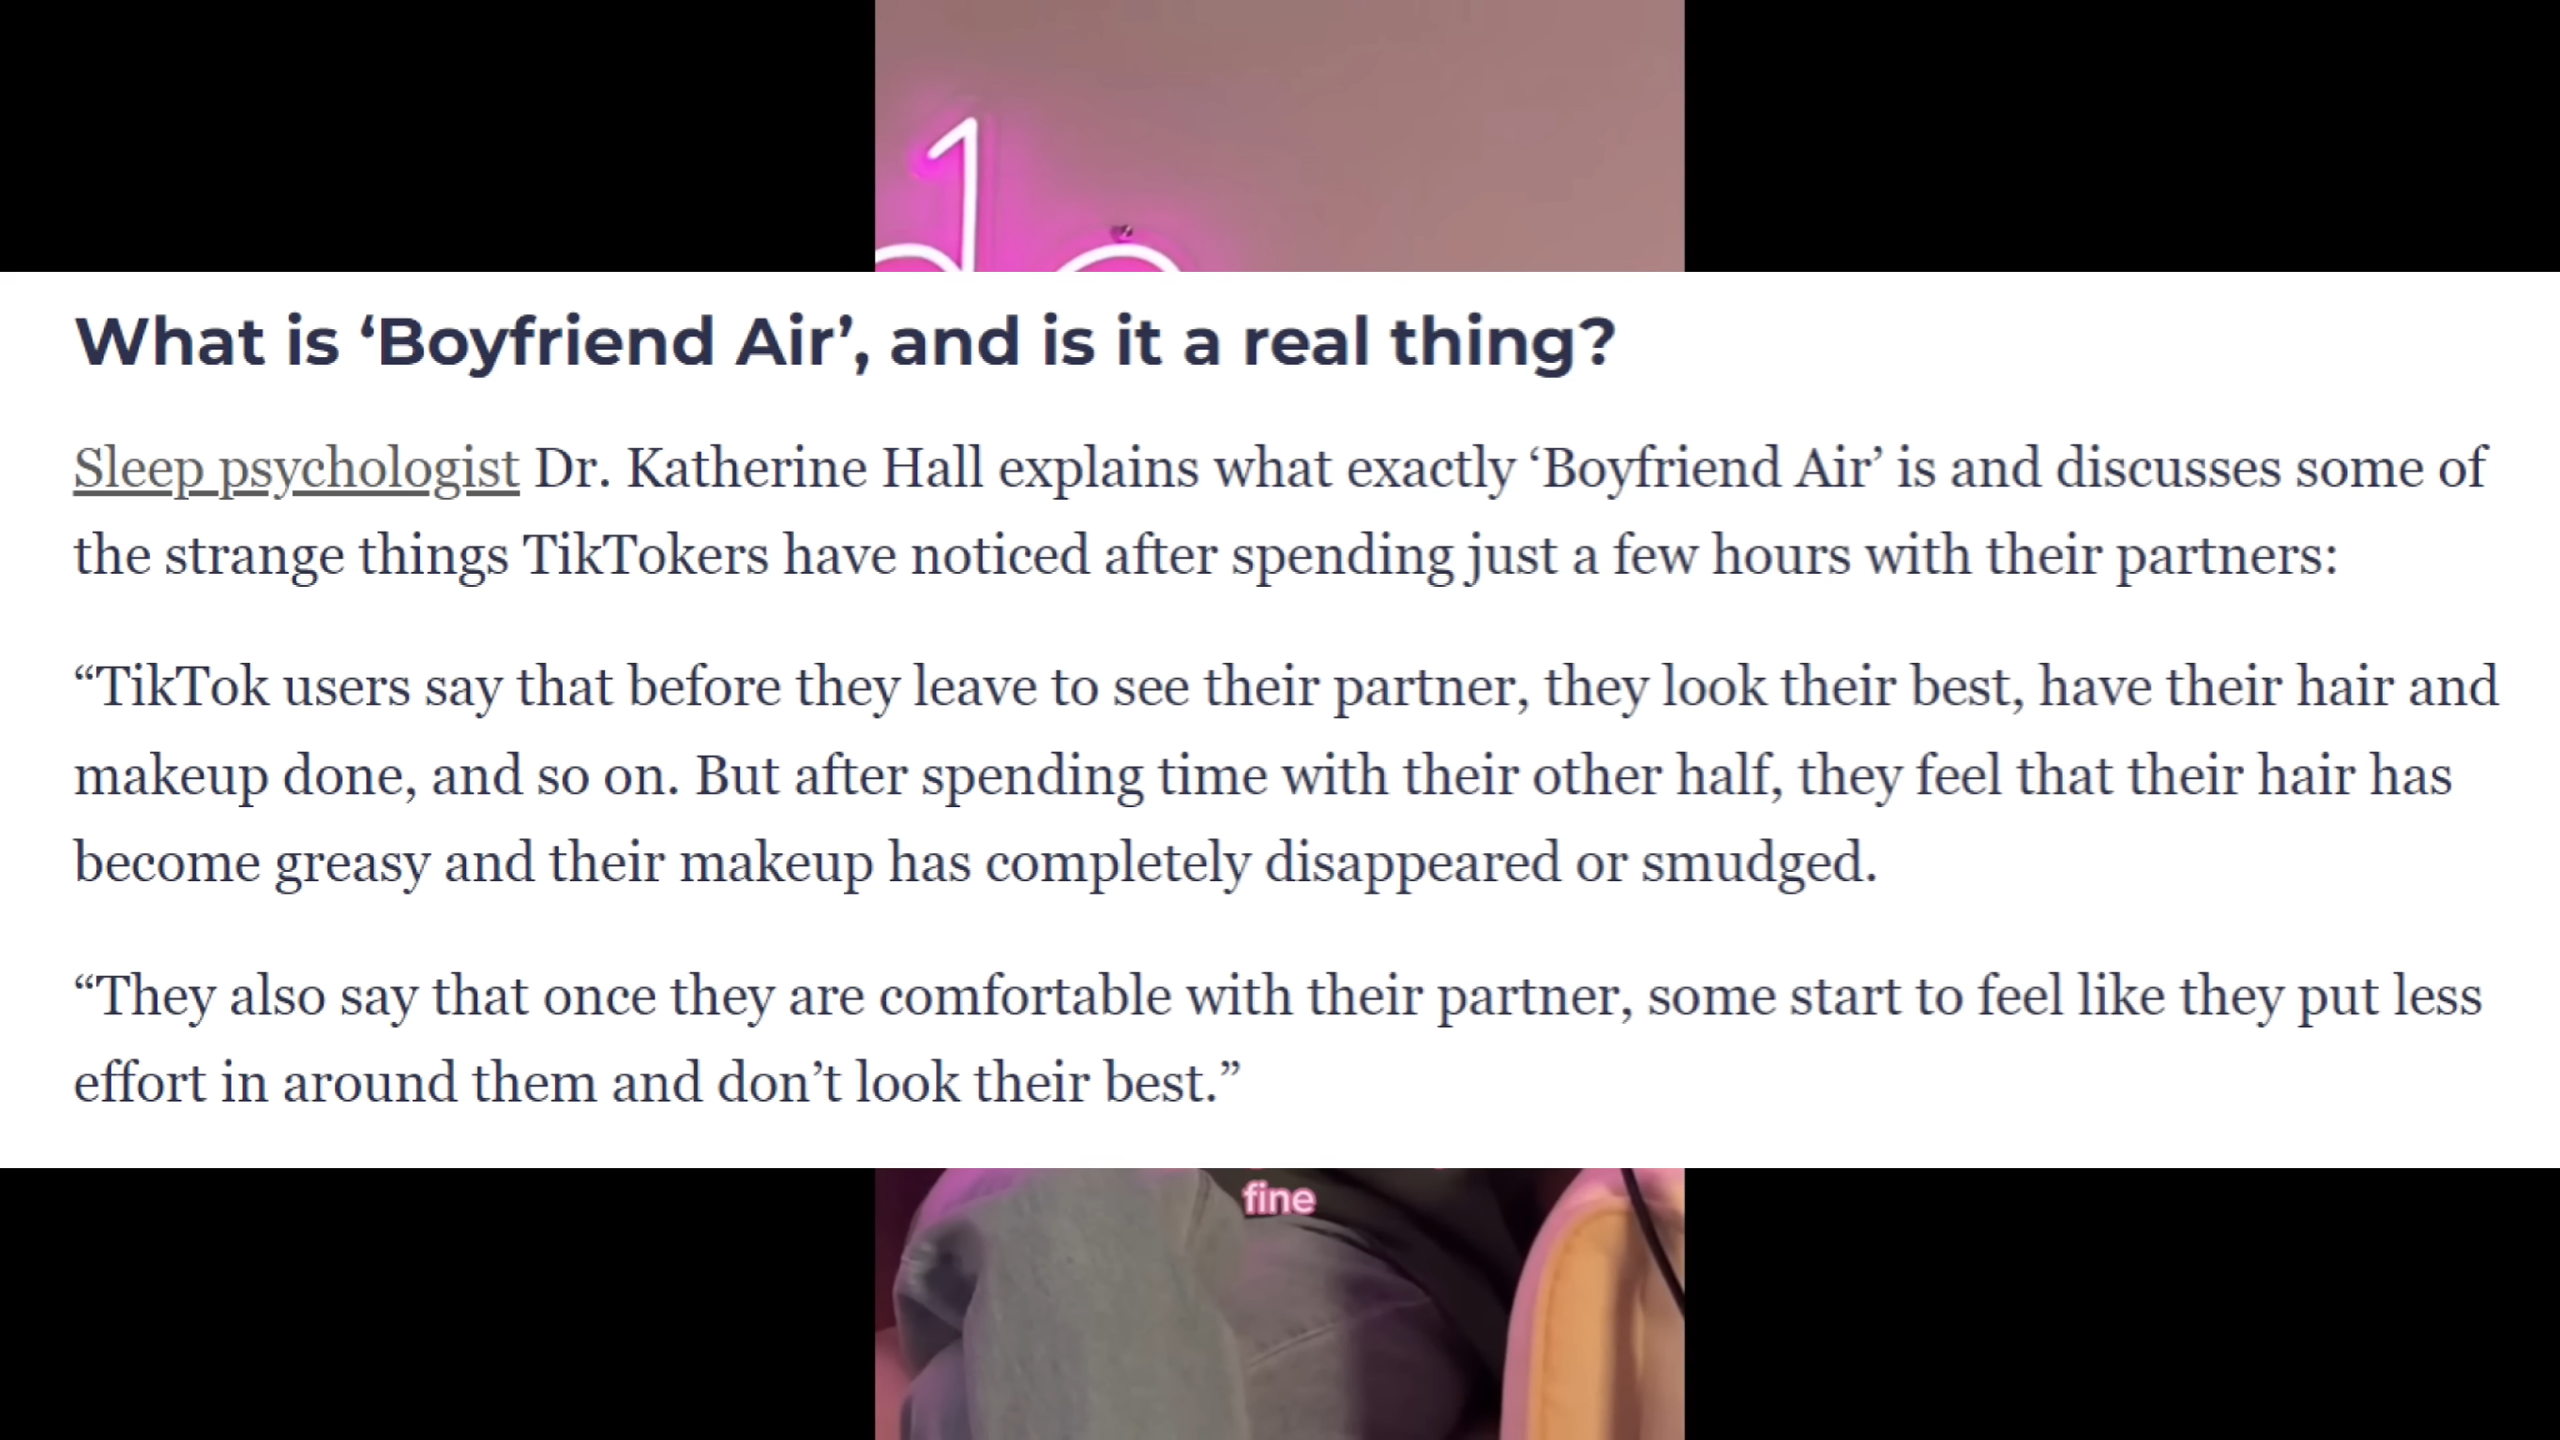 What is ‘Boyfriend Air’, and is it a real thing?
Sleep psychologist Dr. Katherine Hall explains what exactly ‘Boyfriend Air’ is and discusses some of
the strange things TikTokers have noticed after spending just a few hours with their partners:
“TikTok users say that before they leave to see their partner, they look their best, have their hair and
makeup done, and so on. But after spending time with their other half, they feel that their hair has
become greasy and their makeup has completely disappeared or smudged.
“They also say that once they are comfortable with their partner, some start to feel like they put less
effort in around them and don’t look their best.”
fine